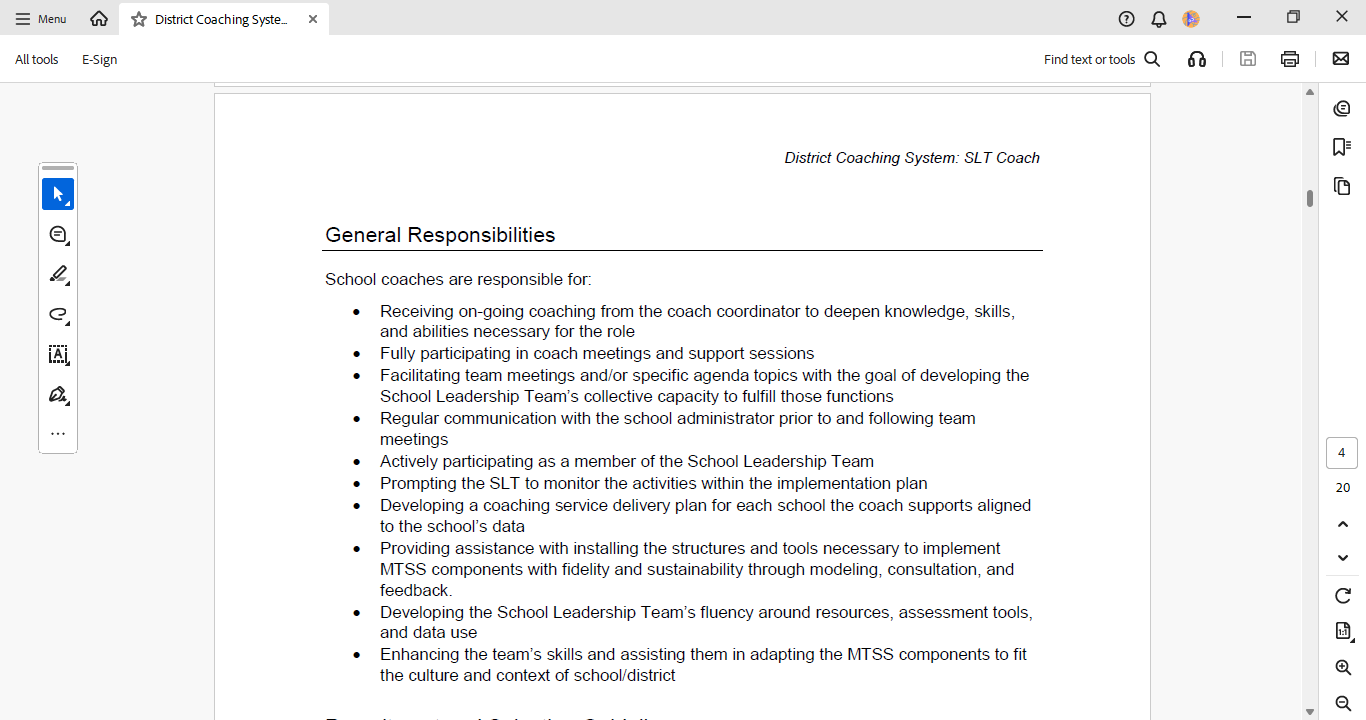 Menu
District Coaching Syste...
All tools
E-Sign
Find text or tools
District Coaching System: SLT Coach
General Responsibilities
School coaches are responsible for:
• Receiving on-going coaching from the coach coordinator to deepen knowledge, skills,
and abilities necessary for the role
• Fully participating in coach meetings and support sessions
• Facilitating team meetings and/or specific agenda topics with the goal of developing the
School Leadership Team’s collective capacity to fulfill those functions
• Regular communication with the school administrator prior to and following team
meetings
• Actively participating as a member of the School Leadership Team
• Prompting the SLT to monitor the activities within the implementation plan
• Developing a coaching service delivery plan for each school the coach supports aligned
to the school’s data
• Providing assistance with installing the structures and tools necessary to implement
MTSS components with fidelity and sustainability through modeling, consultation, and
feedback.
• Developing the School Leadership Team’s fluency around resources, assessment tools,
and data use
• Enhancing the team’s skills and assisting them in adapting the MTSS components to fit
the culture and context of school/district
4
20
1:1